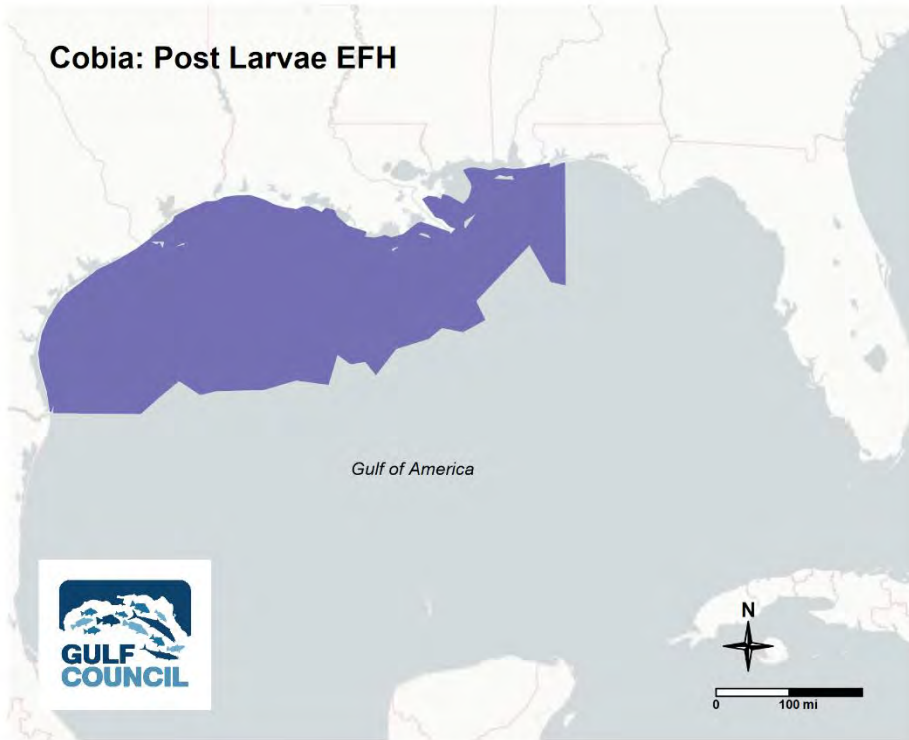 Cobia: Post Larvae EFH
Gulf of America
GULF
COUNCIL
N
0 100 mi